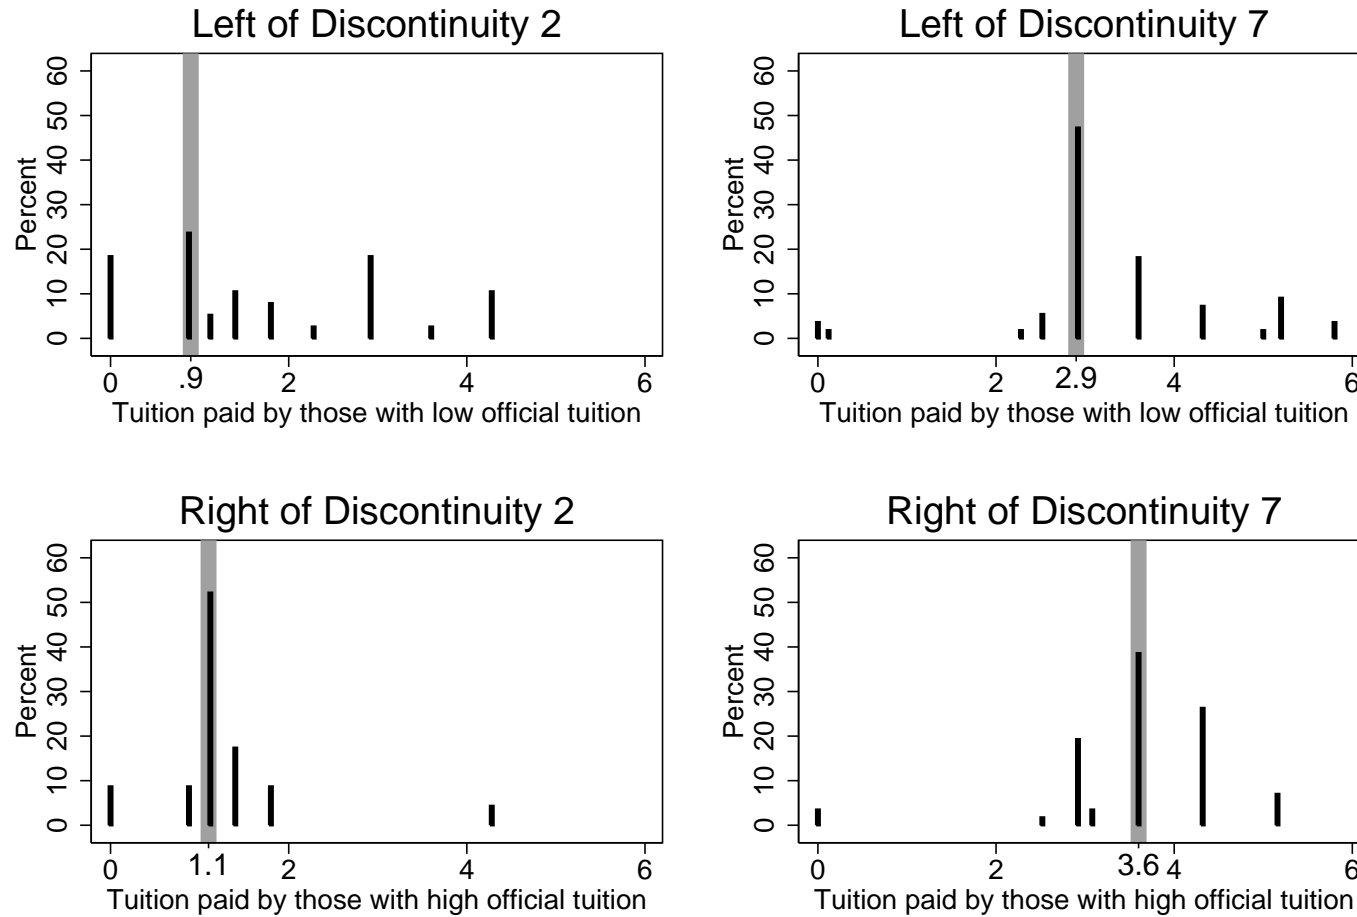 Left of Discontinuity 2
Percent
60
50
40
30
20
10
0
0 .9 2 4 6
Tuition paid by those with low official tuition
Left of Discontinuity 7
Percent
60
50
40
30
20
10
0
0 2 2.9 4 6
Tuition paid by those with low official tuition
Right of Discontinuity 2
Percent
60
50
40
30
20
10
0
0 1.1 2 4 6
Tuition paid by those with high official tuition
Right of Discontinuity 7
Percent
60
50
40
30
20
10
0
0 2 3.6 4 6
Tuition paid by those with high official tuition